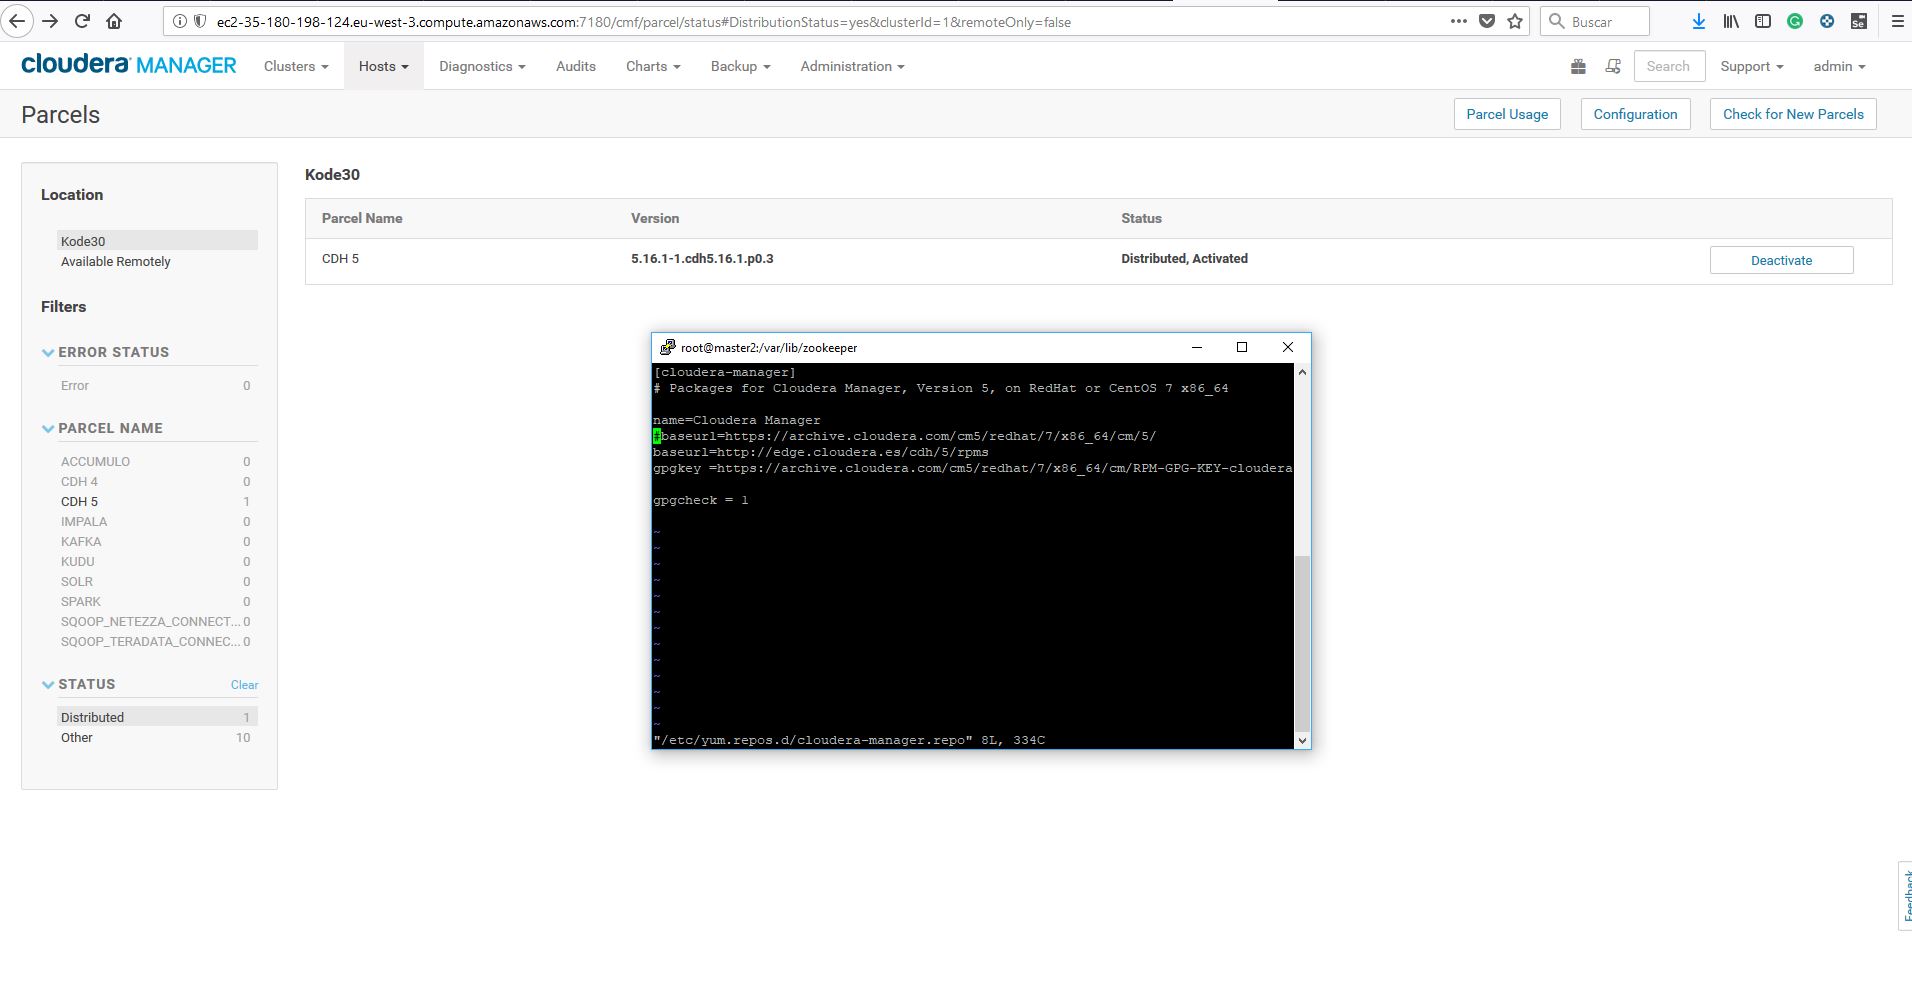 ec2-35-180-198-124.eu-west-3.compute.amazonaws.com:7180/cmf/parcel/status#DistributionStatus=yes&clusterId=1&remoteOnly=false
Buscar
Se
cloudera MANAGER
Clusters
Hosts
Diagnostics
Audits
Charts
Backup
Administration
Search
Support
admin
Parcels
Parcel Usage
Configuration
Check for New Parcels
Location
Kode30
Available Remotely
Filters
ERROR STATUS
Error 0
PARCEL NAME
ACCUMULO 0
CDH 4 0
CDH 5 1
IMPALA 0
KAFKA 0
KUDU 0
SOLR 0
SPARK 0
SQOOP_NETEZZA_CONNECT... 0
SQOOP_TERADATA_CONNEC... 0
STATUS Clear
Distributed 1
Other 10
Kode30
Parcel Name Version Status
CDH 5 5.16.1-1.cdh5.16.1.p0.3 Distributed, Activated Deactivate
root@master2:/var/lib/zookeeper
[cloudera-manager]
# Packages for Cloudera Manager, Version 5, on RedHat or CentOS 7 x86_64
name=Cloudera Manager
#baseurl=https://archive.cloudera.com/cm5/redhat/7/x86_64/cm/5/
baseurl=http://edge.cloudera.es/cdh/5/rpms
gpgkey =https://archive.cloudera.com/cm5/redhat/7/x86_64/cm/RPM-GPG-KEY-cloudera
gpgcheck = 1
~
~
~
~
~
~
~
~
~
~
~
~
~
"/etc/yum.repos.d/cloudera-manager.repo" 8L, 334C
Feedback